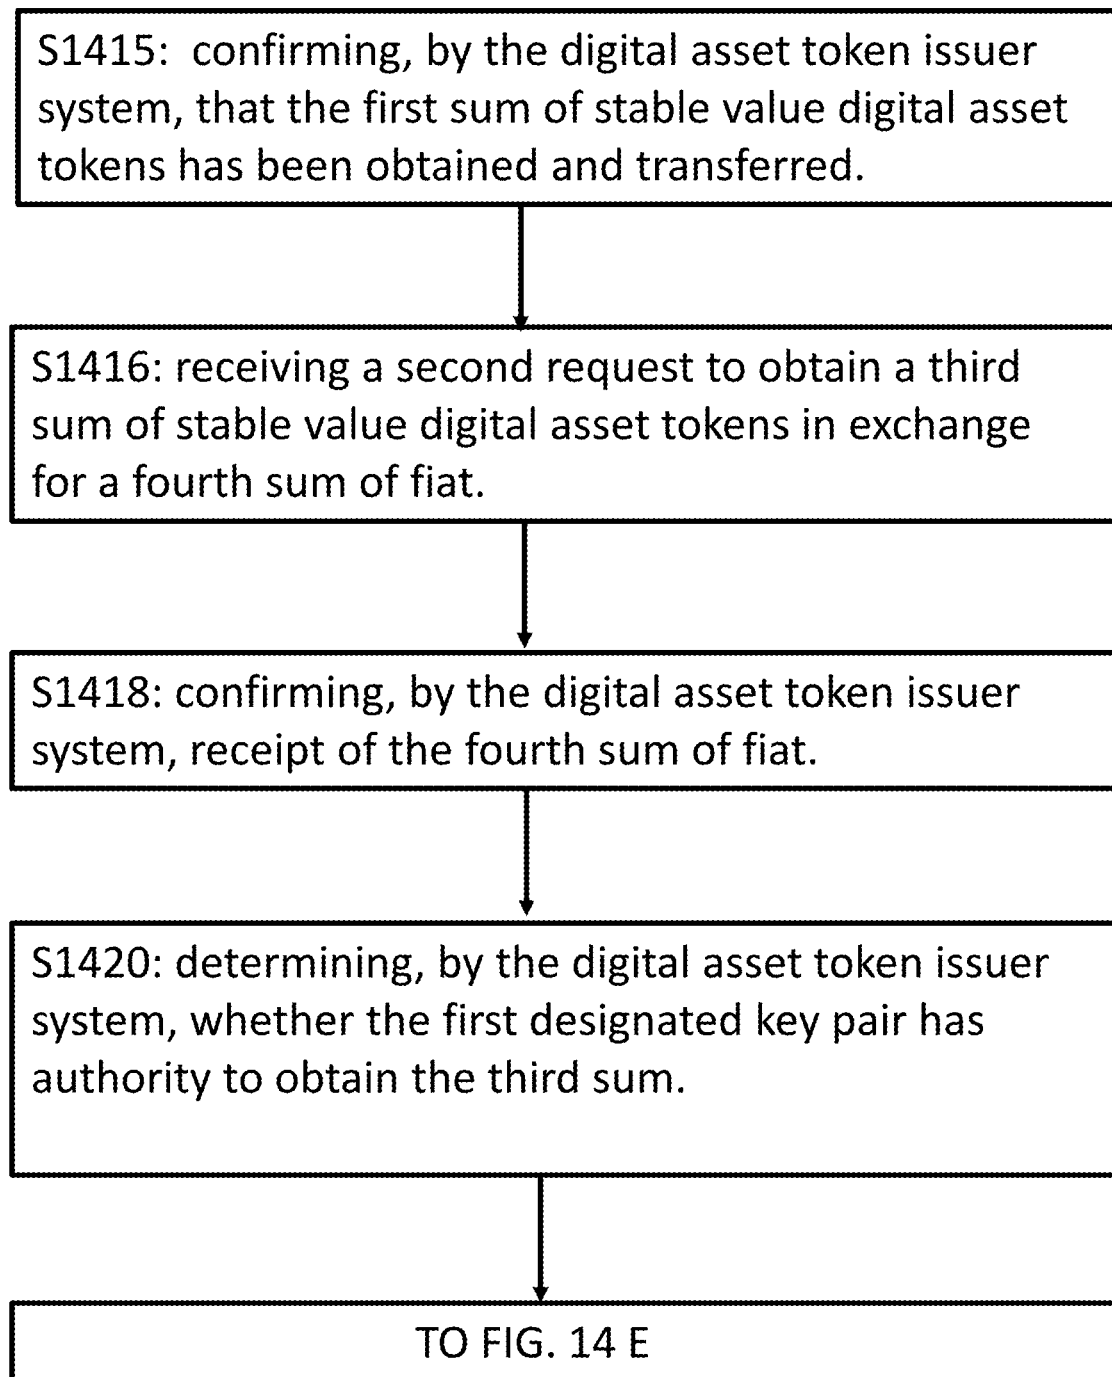 S1415: confirming, by the digital asset token issuer
system, that the first sum of stable value digital asset
tokens has been obtained and transferred.
S1416: receiving a second request to obtain a third
sum of stable value digital asset tokens in exchange
for a fourth sum of fiat.
S1418: confirming, by the digital asset token issuer
system, receipt of the fourth sum of fiat.
S1420: determining, by the digital asset token issuer
system, whether the first designated key pair has
authority to obtain the third sum.
TO FIG. 14 E